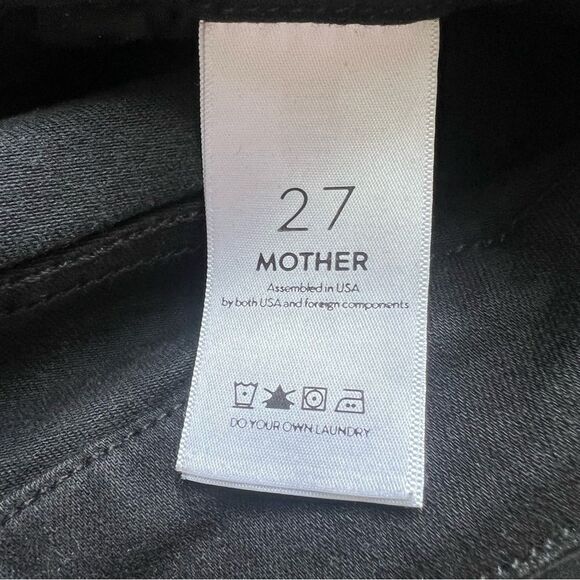 27
MOTHER
Assembled in USA
by both USA and foreign components
DO YOUR OWN LAUNDRY